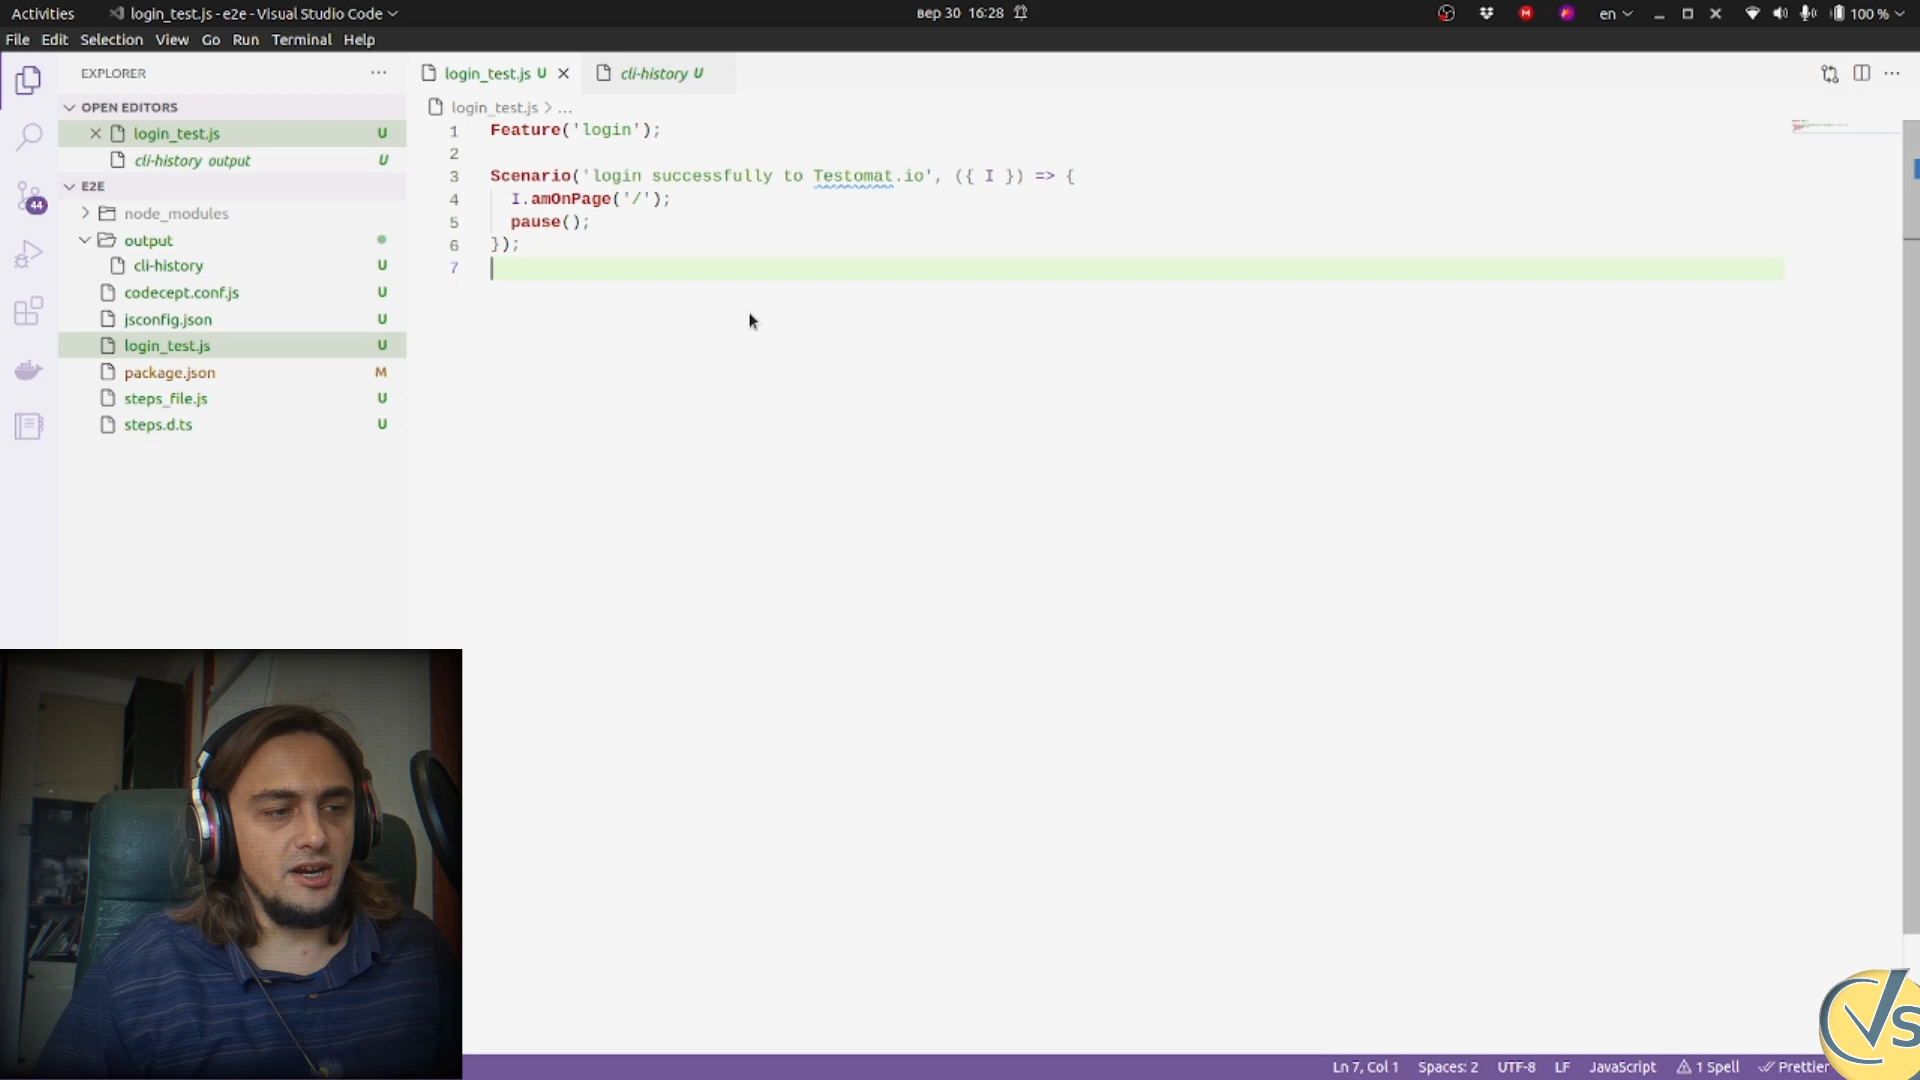 Activities login_test.js - e2e - Visual Studio Code вер 30 16:28 en 100 %
File Edit Selection View Go Run Terminal Help
EXPLORER
OPEN EDITORS
login_test.js U
cli-history output U
E2E
node_modules
output
cli-history U
codecept.conf.js U
jsconfig.json U
login_test.js U
package.json M
steps_file.js U
steps.d.ts U
44
login_test.js U
cli-history U
login_test.js > ...
1 Feature('login');
2
3 Scenario('login successfully to Testomat.io', ({ I }) => {
4 I.amOnPage('/');
5 pause();
6 });
7
Ln 7, Col 1 Spaces: 2 UTF-8 LF JavaScript 1 Spell Prettier
VS